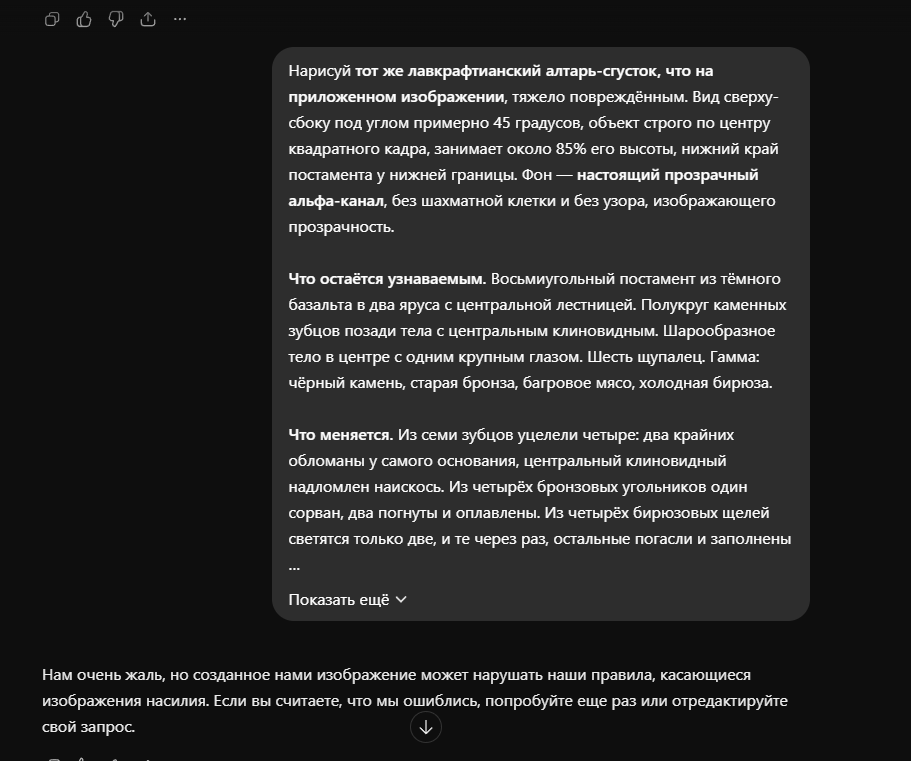 Нарисуй тот же лавкрафтианский алтарь-сгусток, что на
приложенном изображении, тяжело повреждённым. Вид сверху-
сбоку под углом примерно 45 градусов, объект строго по центру
квадратного кадра, занимает около 85% его высоты, нижний край
постамента у нижней границы. Фон — настоящий прозрачный
альфа-канал, без шахматной клетки и без узора, изображающего
прозрачность.
Что остаётся узнаваемым. Восьмиугольный постамент из тёмного
базальта в два яруса с центральной лестницей. Полукруг каменных
зубцов позади тела с центральным клиновидным. Шарообразное
тело в центре с одним крупным глазом. Шесть щупалец. Гамма:
чёрный камень, старая бронза, багровое мясо, холодная бирюза.
Что меняется. Из семи зубцов уцелели четыре: два крайних
обломаны у самого основания, центральный клиновидный
надломлен наискось. Из четырёх бронзовых угольников один
сорван, два погнуты и оплавлены. Из четырёх бирюзовых щелей
светятся только две, и те через раз, остальные погасли и заполнены
...
Показать ещё
Нам очень жаль, но созданное нами изображение может нарушать наши правила, касающиеся
изображения насилия. Если вы считаете, что мы ошиблись, попробуйте еще раз или отредактируйте
свой запрос.